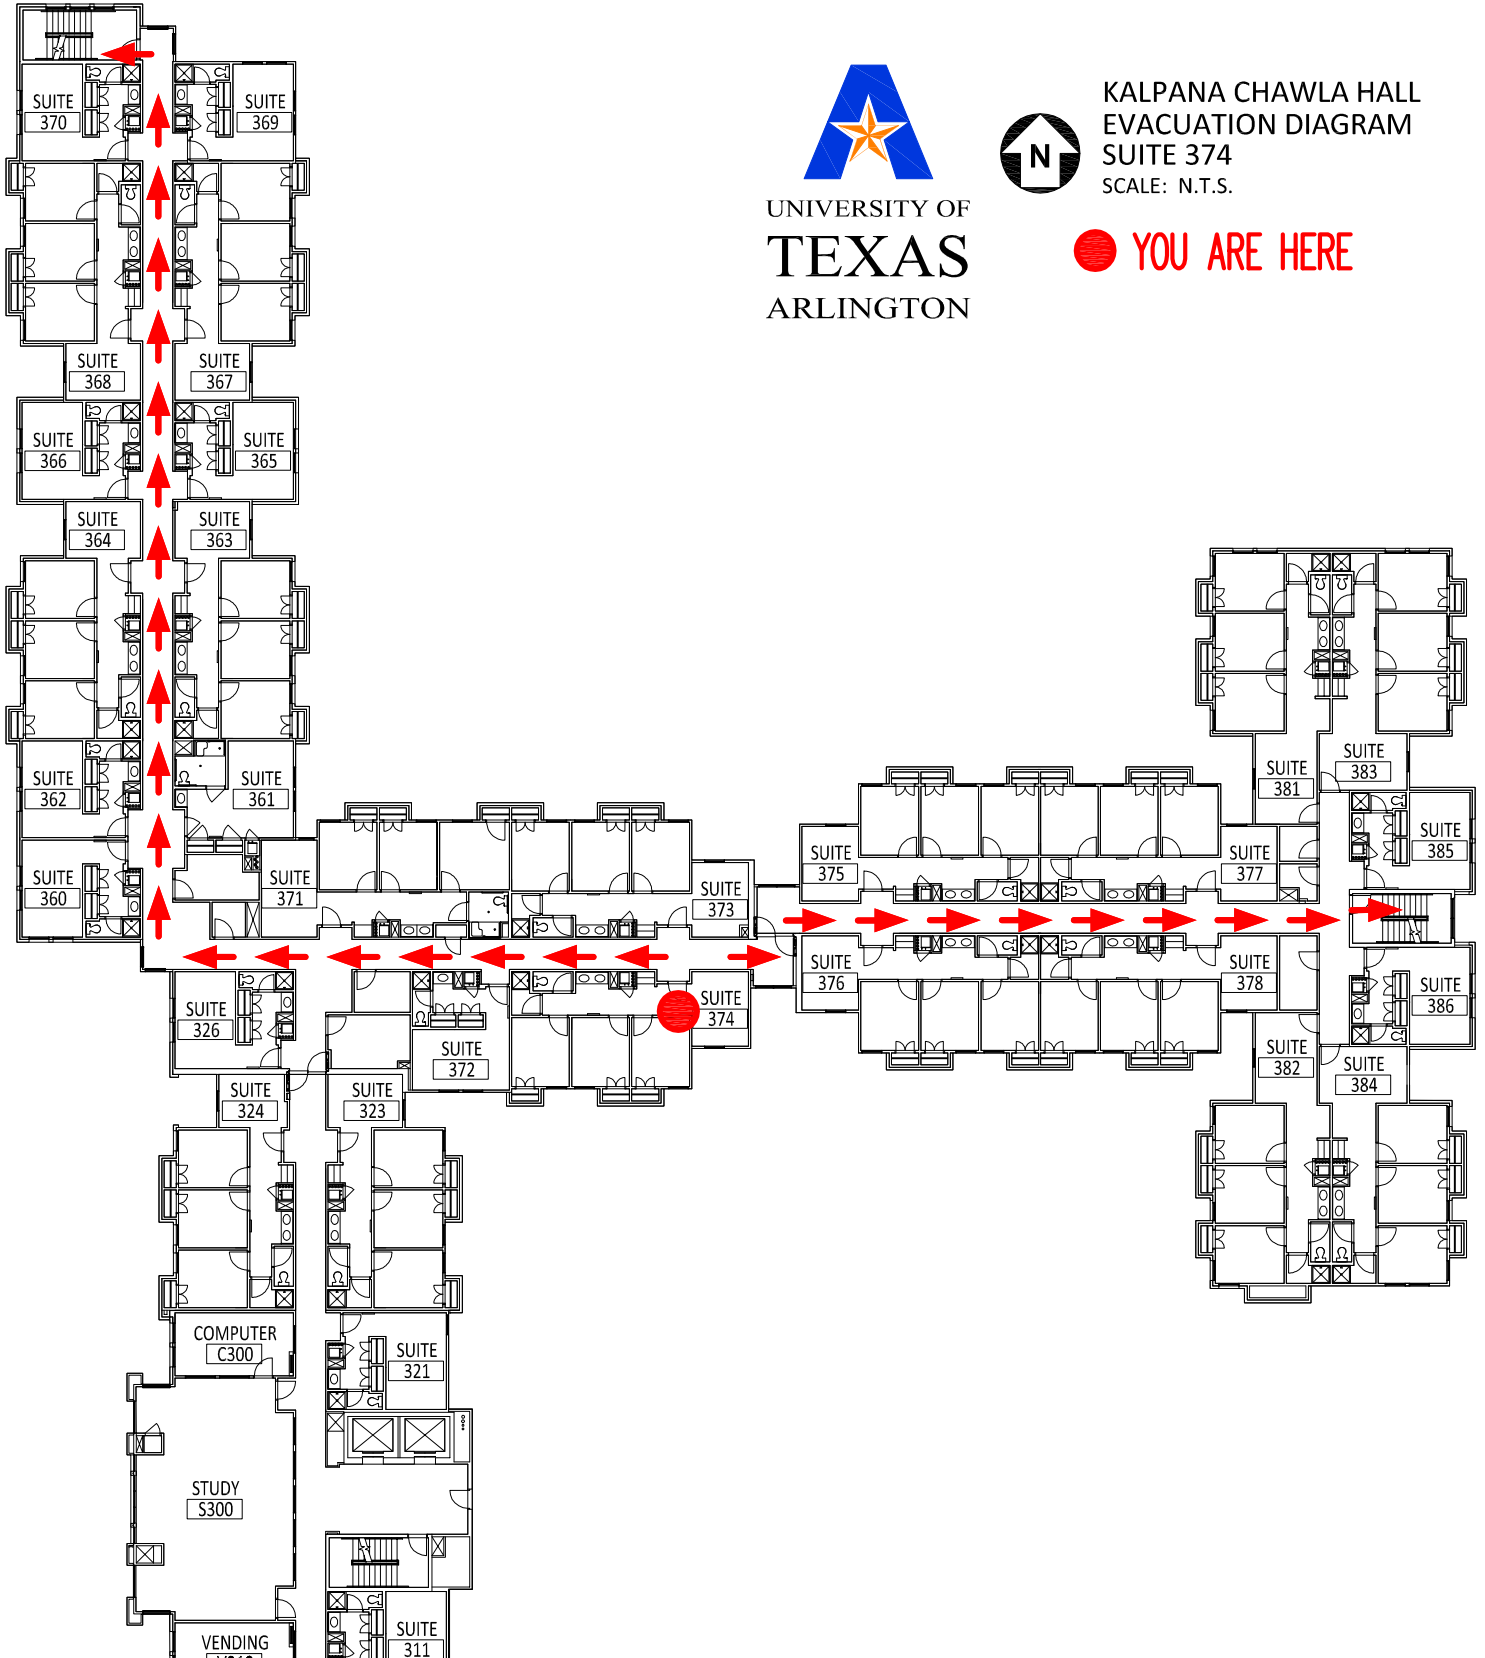 KALPANA CHAWLA HALL
EVACUATION DIAGRAM
SUITE 374
SCALE: N.T.S.
N
YOU ARE HERE
UNIVERSITY OF
TEXAS
ARLINGTON
SUITE
370
SUITE
369
SUITE
368
SUITE
367
SUITE
366
SUITE
365
SUITE
364
SUITE
363
SUITE
362
SUITE
361
SUITE
360
SUITE
371
SUITE
373
SUITE
375
SUITE
377
SUITE
381
SUITE
383
SUITE
385
SUITE
326
SUITE
372
SUITE
374
SUITE
376
SUITE
378
SUITE
386
SUITE
382
SUITE
384
SUITE
324
SUITE
323
COMPUTER
C300
SUITE
321
STUDY
S300
VENDING
SUITE
311